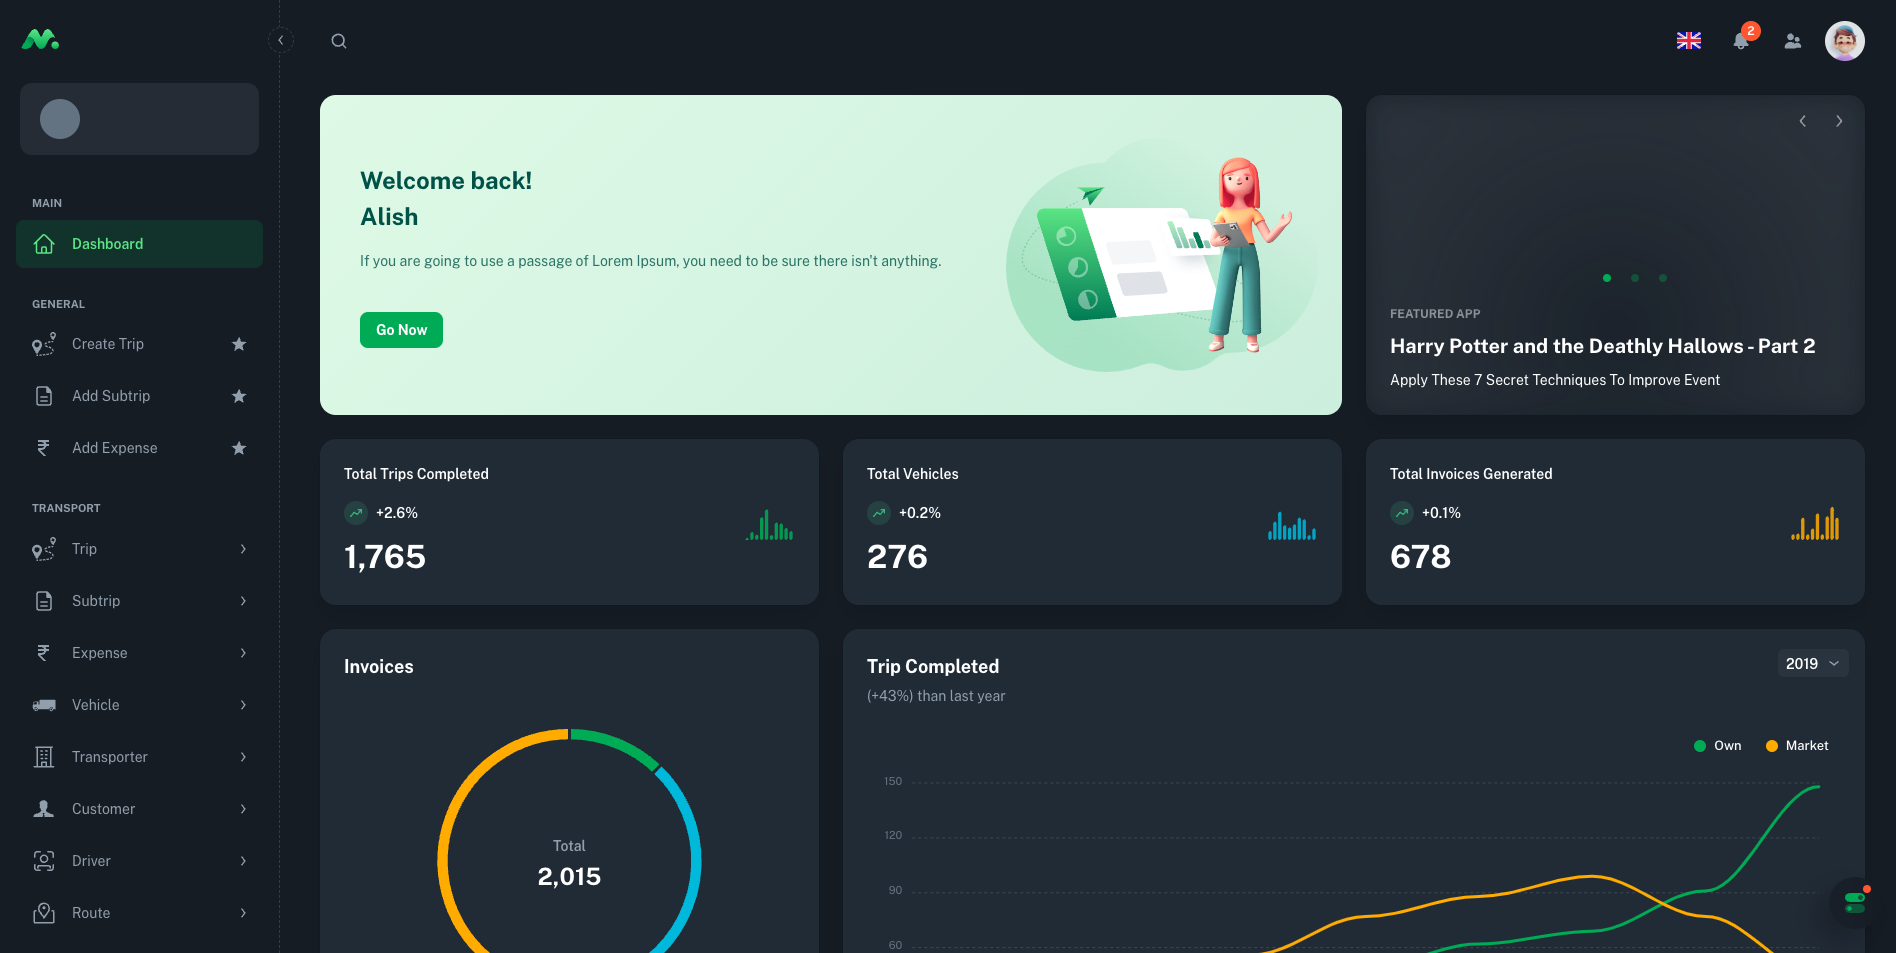 2
MAIN
Dashboard
GENERAL
Create Trip
Add Subtrip
Add Expense
TRANSPORT
Trip
Subtrip
Expense
Vehicle
Transporter
Customer
Driver
Route
Welcome back!
Alish
If you are going to use a passage of Lorem Ipsum, you need to be sure there isn't anything.
Go Now
FEATURED APP
Harry Potter and the Deathly Hallows - Part 2
Apply These 7 Secret Techniques To Improve Event
Total Trips Completed
+2.6%
1,765
Total Vehicles
+0.2%
276
Total Invoices Generated
+0.1%
678
Invoices
Total
2,015
Trip Completed
2019
(+43%) than last year
Own Market
150
120
90
60